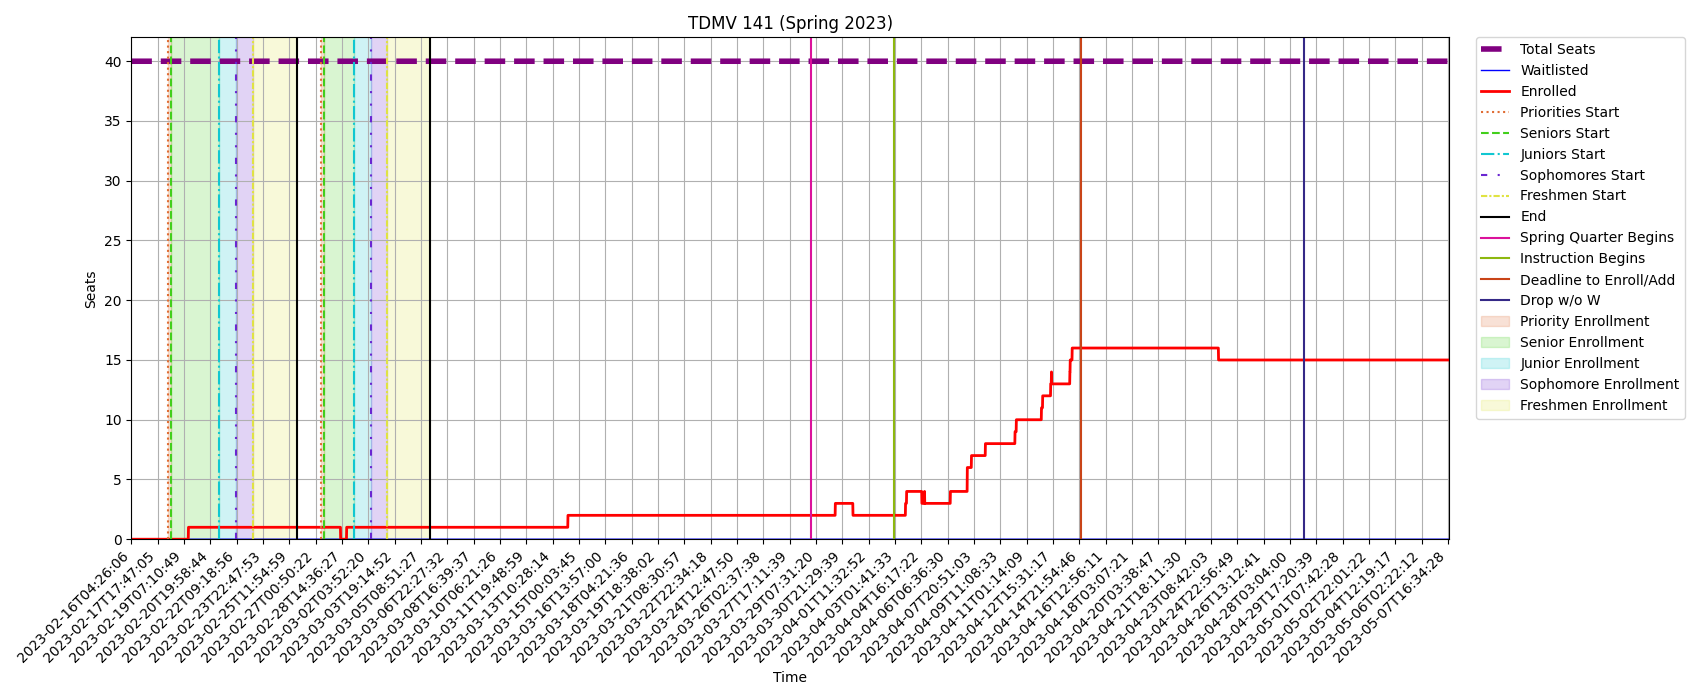 TDMV 141 (Spring 2023)
Seats
40
35
30
25
20
15
10
5
0
2023-02-16T04:26:06
2023-02-17T17:47:05
2023-02-19T07:10:49
2023-02-20T19:58:44
2023-02-22T09:18:56
2023-02-23T22:47:53
2023-02-25T11:54:59
2023-02-27T00:50:22
2023-02-28T14:36:27
2023-03-02T03:52:20
2023-03-03T19:14:52
2023-03-05T08:51:27
2023-03-06T22:27:32
2023-03-08T16:39:37
2023-03-10T06:21:26
2023-03-11T19:48:59
2023-03-13T10:28:14
2023-03-15T00:03:45
2023-03-16T13:57:00
2023-03-18T04:21:36
2023-03-19T18:38:02
2023-03-21T08:30:57
2023-03-22T22:34:18
2023-03-24T12:47:50
2023-03-26T02:37:38
2023-03-27T17:11:39
2023-03-29T07:31:20
2023-03-30T21:29:39
2023-04-01T11:32:52
2023-04-03T01:41:33
2023-04-04T16:17:22
2023-04-06T06:36:30
2023-04-07T20:51:03
2023-04-09T11:08:33
2023-04-11T01:14:09
2023-04-12T15:31:17
2023-04-14T21:54:46
2023-04-16T12:56:11
2023-04-18T03:07:21
2023-04-20T03:38:47
2023-04-21T18:11:30
2023-04-23T08:42:03
2023-04-24T22:56:49
2023-04-26T13:12:41
2023-04-28T03:04:00
2023-04-29T17:20:39
2023-05-01T07:42:28
2023-05-02T22:01:22
2023-05-04T12:19:17
2023-05-06T02:22:12
2023-05-07T16:34:28
Time
Total Seats
Waitlisted
Enrolled
Priorities Start
Seniors Start
Juniors Start
Sophomores Start
Freshmen Start
End
Spring Quarter Begins
Instruction Begins
Deadline to Enroll/Add
Drop w/o W
Priority Enrollment
Senior Enrollment
Junior Enrollment
Sophomore Enrollment
Freshmen Enrollment